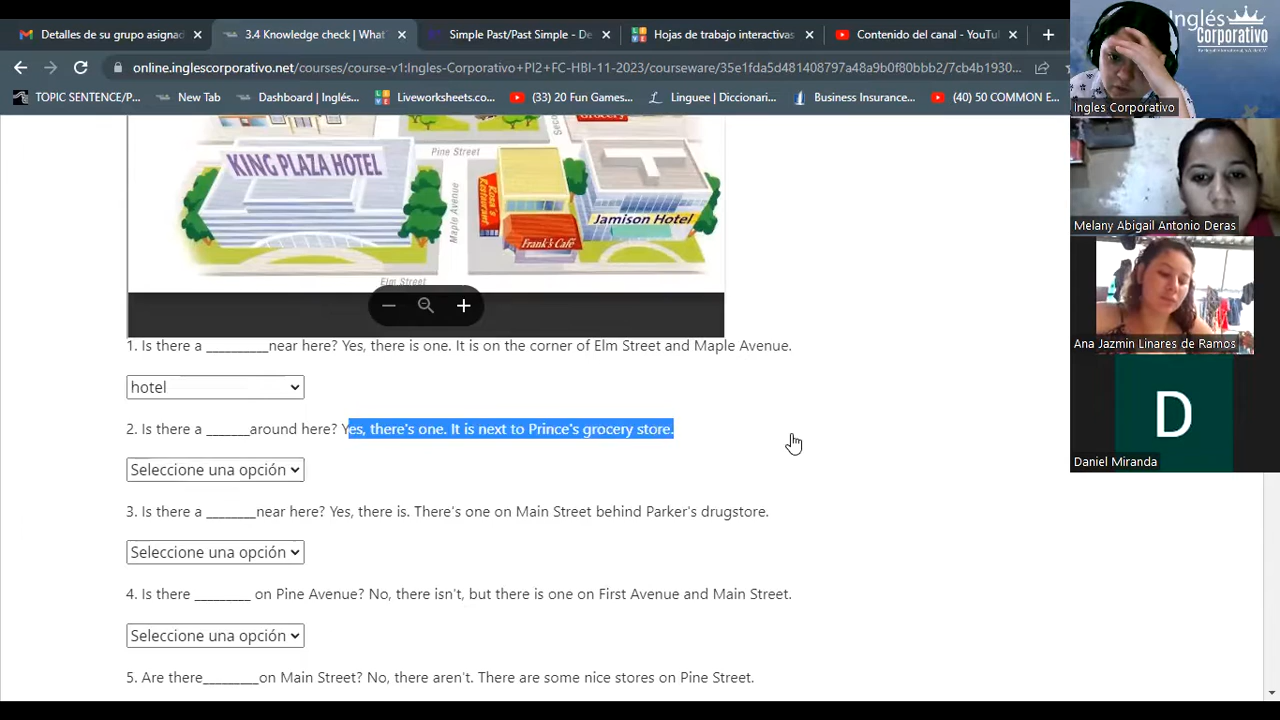 Detalles de su grupo asignad
3.4 Knowledge check | What'
Simple Past/Past Simple - De
Hojas de trabajo interactivas
Contenido del canal - YouTu
online.inglescorporativo.net/courses/course-v1:Ingles-Corporativo+PI2+FC-HBI-11-2023/courseware/35e1fda5d481408797a48a9b0f80bbb2/7cb4b1930...
TOPIC SENTENCE/P...
New Tab
Dashboard | Inglés...
Liveworksheets.co...
(33) 20 Fun Games...
Linguee | Diccionari...
Business Insurance...
(40) 50 COMMON E...
Inglés
Corporativo
Ingles Corporativo
Melany Abigail Antonio Deras
Ana Jazmin Linares de Ramos
D
Daniel Miranda
Grocery
Pine Street
KING PLAZA HOTEL
Maple Avenue
Rosa's
Restaurant
Frank's Café
Jamison Hotel
Elm Street
1. Is there a __________near here? Yes, there is one. It is on the corner of Elm Street and Maple Avenue.
hotel
2. Is there a _______around here? Yes, there's one. It is next to Prince's grocery store.
Seleccione una opción
3. Is there a ________near here? Yes, there is. There's one on Main Street behind Parker's drugstore.
Seleccione una opción
4. Is there _________ on Pine Avenue? No, there isn't, but there is one on First Avenue and Main Street.
Seleccione una opción
5. Are there_________on Main Street? No, there aren't. There are some nice stores on Pine Street.